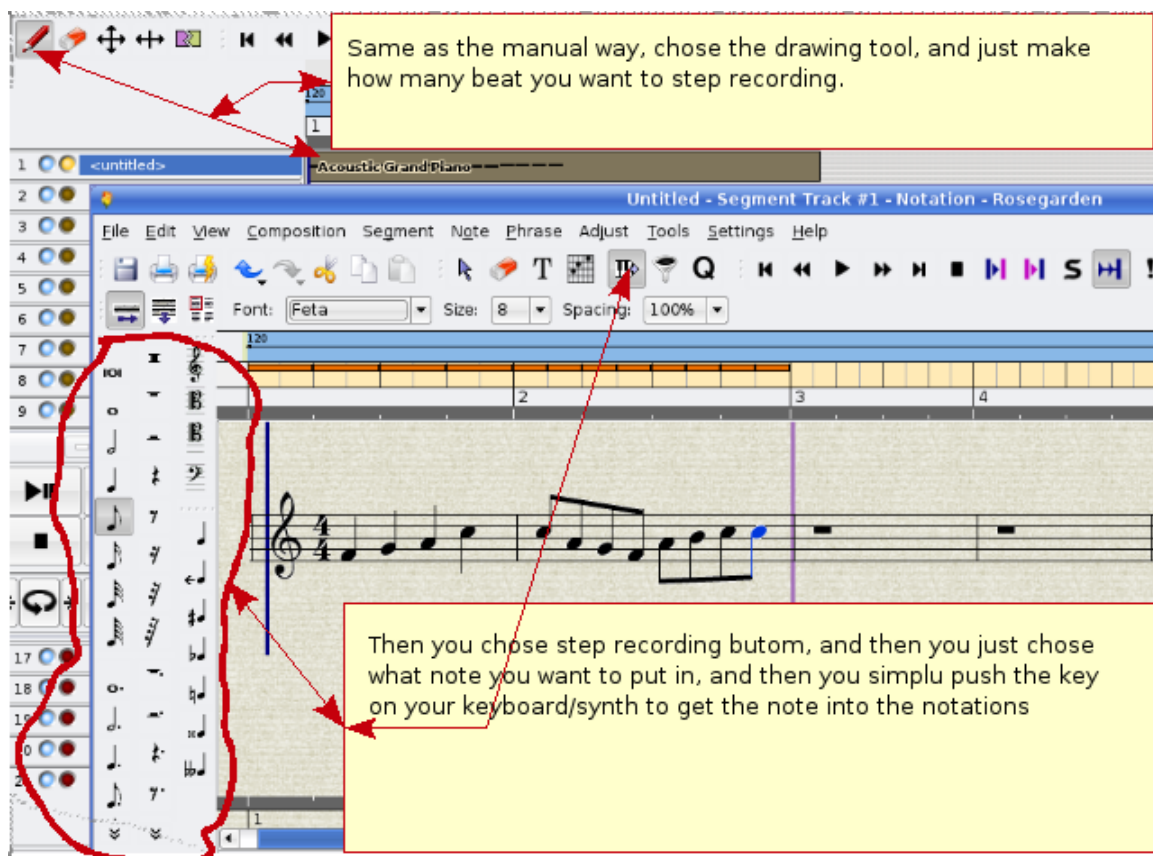 Same as the manual way, chose the drawing tool, and just make
how many beat you want to step recording.
120
1
1 <untitled> Acoustic Grand Piano
2
Untitled - Segment Track #1 - Notation - Rosegarden
3
File Edit View Composition Segment Note Phrase Adjust Tools Settings Help
4
T Q S !
5
6
Font: Feta Size: 8 Spacing: 100%
7
120
8
9
2 3 4
4
4
Then you chose step recording butom, and then you just chose
what note you want to put in, and then you simplu push the key
on your keyboard/synth to get the note into the notations
17
18
19
1